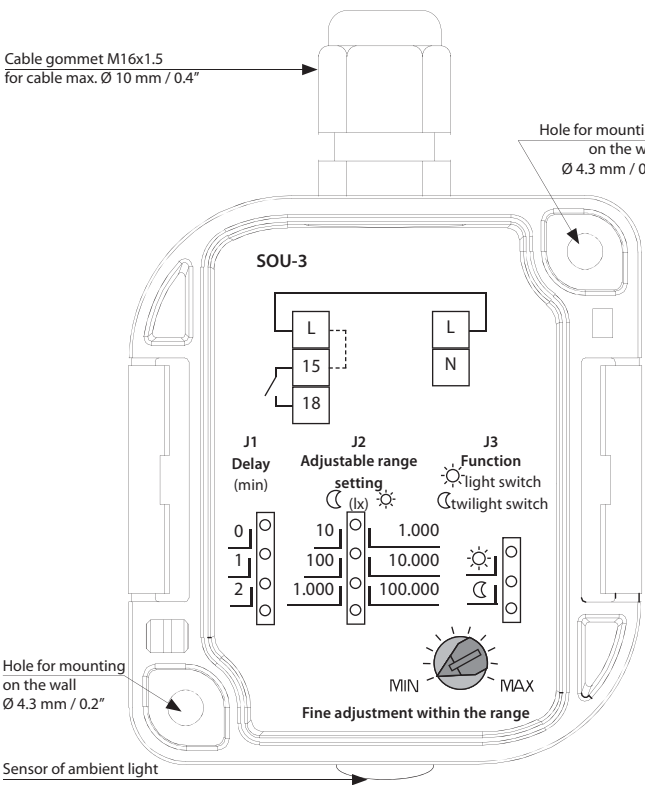 Cable gommet M16x1.5
for cable max. Ø 10 mm / 0.4”
Hole for
on the
Ø 4.3 mm /
SOU-3
L
15
18
L
N
J1
Delay
(min)
J2
Adjustable range
setting
(lx)
J3
Function
light switch
twilight switch
0
1
2
10
100
1.000
1.000
10.000
100.000
MIN
MAX
Fine adjustment within the range
Hole for mounting
on the wall
Ø 4.3 mm / 0.2”
Sensor of ambient light